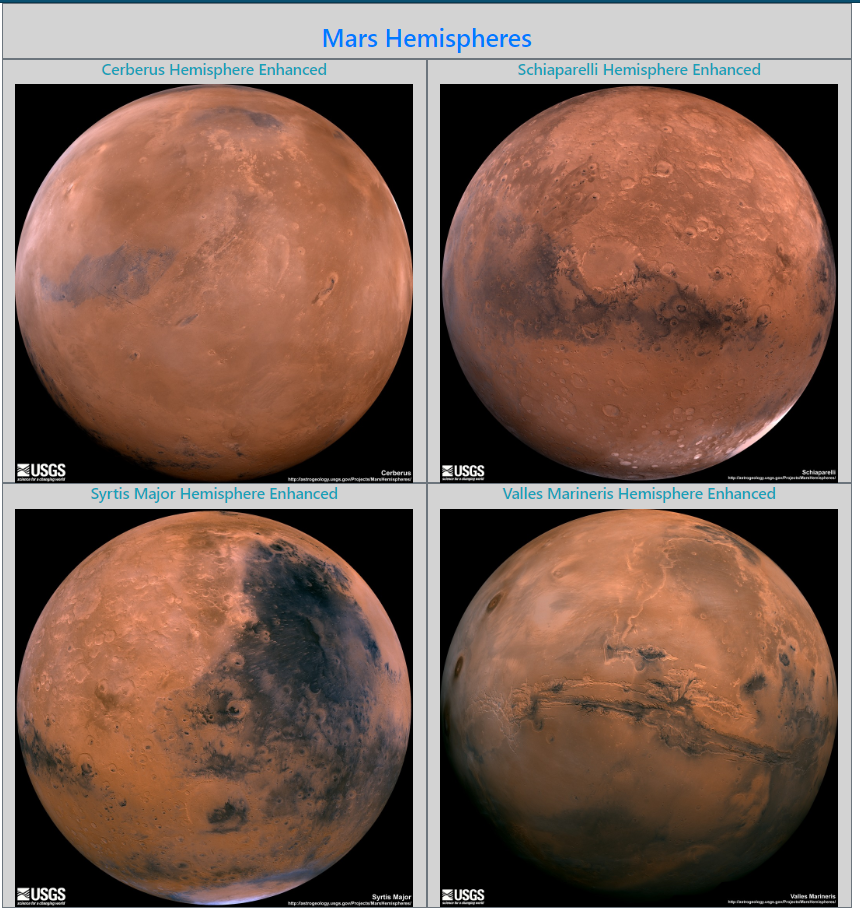 Mars Hemispheres
Cerberus Hemisphere Enhanced
Schiaparelli Hemisphere Enhanced
USGS
science for a changing world
Cerberus
http://astrogeology.usgs.gov/Projects/MarsHemispheres/
USGS
science for a changing world
Schiaparelli
http://astrogeology.usgs.gov/Projects/MarsHemispheres/
Syrtis Major Hemisphere Enhanced
Valles Marineris Hemisphere Enhanced
USGS
science for a changing world
Syrtis Major
http://astrogeology.usgs.gov/Projects/MarsHemispheres/
USGS
science for a changing world
Valles Marineris
http://astrogeology.usgs.gov/Projects/MarsHemispheres/